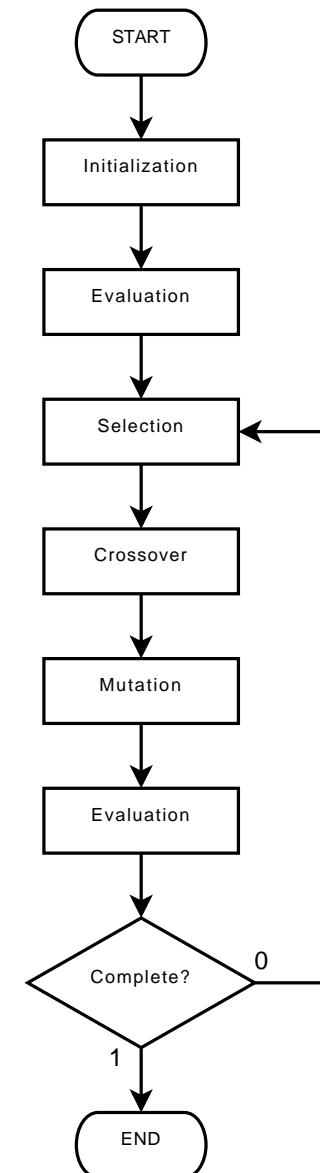 START
Initialization
Evaluation
Selection
Crossover
Mutation
Evaluation
Complete?
0
1
END